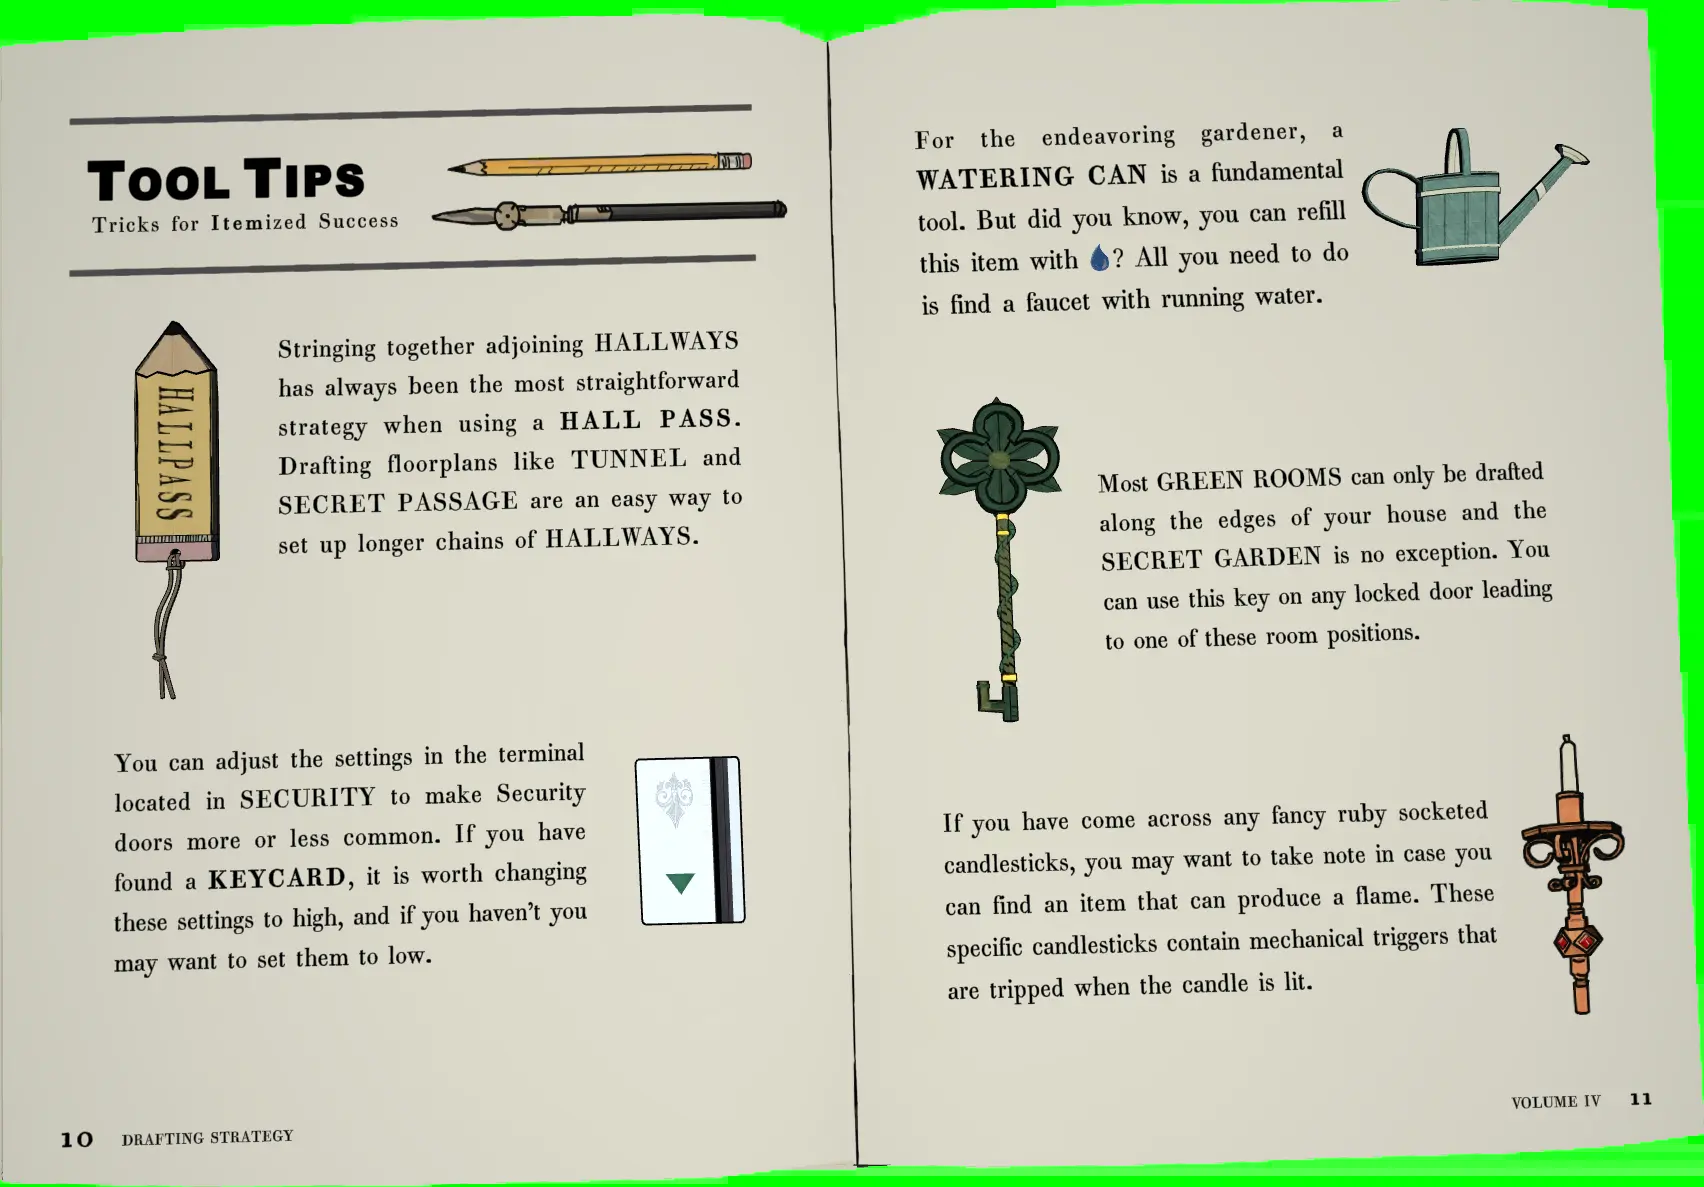 TOOL TIPS
Tricks for Itemized Success
HALL PASS
Stringing together adjoining HALLWAYS
has always been the most straightforward
strategy when using a HALL PASS.
Drafting floorplans like TUNNEL and
SECRET PASSAGE are an easy way to
set up longer chains of HALLWAYS.
You can adjust the settings in the terminal
located in SECURITY to make Security
doors more or less common. If you have
found a KEYCARD, it is worth changing
these settings to high, and if you haven't you
may want to set them to low.
10 DRAFTING STRATEGY
For the endeavoring gardener, a
WATERING CAN is a fundamental
tool. But did you know, you can refill
this item with 💧? All you need to do
is find a faucet with running water.
Most GREEN ROOMS can only be drafted
along the edges of your house and the
SECRET GARDEN is no exception. You
can use this key on any locked door leading
to one of these room positions.
If you have come across any fancy ruby socketed
candlesticks, you may want to take note in case you
can find an item that can produce a flame. These
specific candlesticks contain mechanical triggers that
are tripped when the candle is lit.
VOLUME IV 11